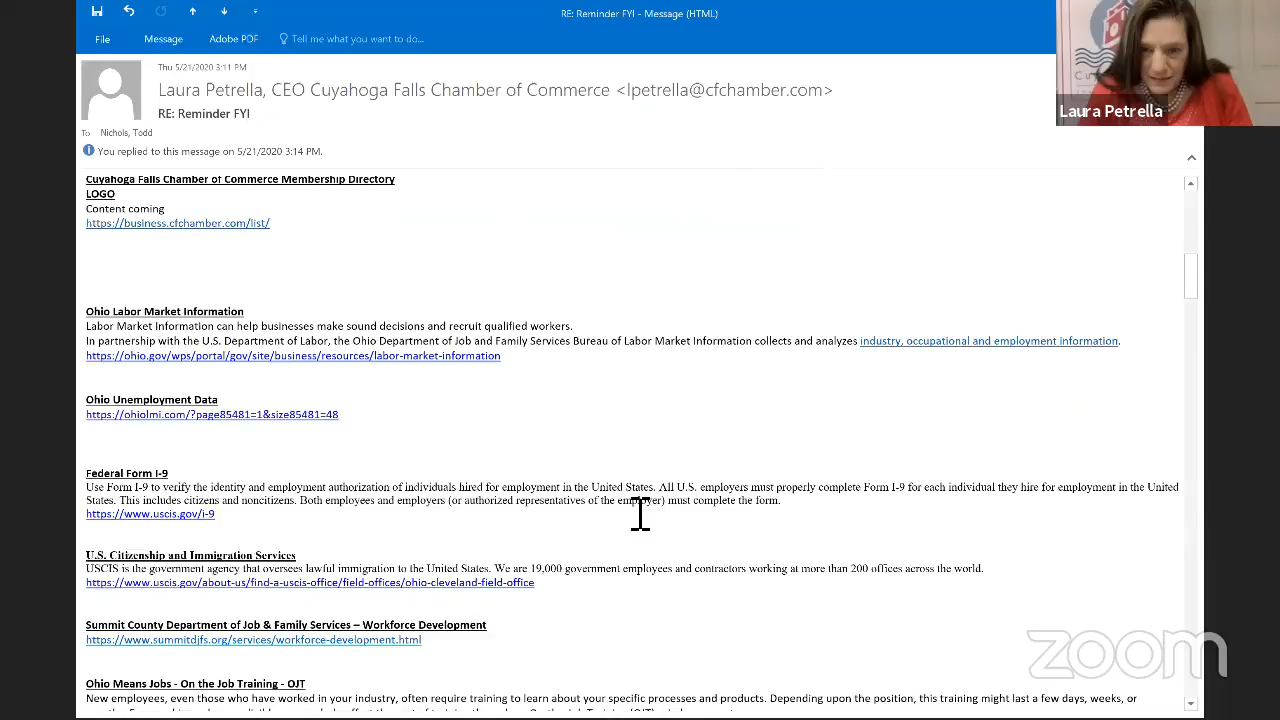 RE: Reminder FYI - Message (HTML)
File Message Adobe PDF Tell me what you want to do...
Thu 5/21/2020 3:11 PM
Laura Petrella, CEO Cuyahoga Falls Chamber of Commerce <lpetrella@cfchamber.com>
RE: Reminder FYI
To Nichols, Todd
You replied to this message on 5/21/2020 3:14 PM.
Laura Petrella
Cuyahoga Falls Chamber of Commerce Membership Directory
LOGO
Content coming
https://business.cfchamber.com/list/
Ohio Labor Market Information
Labor Market Information can help businesses make sound decisions and recruit qualified workers.
In partnership with the U.S. Department of Labor, the Ohio Department of Job and Family Services Bureau of Labor Market Information collects and analyzes industry, occupational and employment information.
https://ohio.gov/wps/portal/gov/site/business/resources/labor-market-information
Ohio Unemployment Data
https://ohiolmi.com/?page85481=1&size85481=48
Federal Form I-9
Use Form I-9 to verify the identity and employment authorization of individuals hired for employment in the United States. All U.S. employers must properly complete Form I-9 for each individual they hire for employment in the United
States. This includes citizens and noncitizens. Both employees and employers (or authorized representatives of the employer) must complete the form.
https://www.uscis.gov/i-9
U.S. Citizenship and Immigration Services
USCIS is the government agency that oversees lawful immigration to the United States. We are 19,000 government employees and contractors working at more than 200 offices across the world.
https://www.uscis.gov/about-us/find-a-uscis-office/field-offices/ohio-cleveland-field-office
Summit County Department of Job & Family Services – Workforce Development
https://www.summitdjfs.org/services/workforce-development.html
Ohio Means Jobs - On the Job Training - OJT
New employees, even those who have worked in your industry, often require training to learn about your specific processes and products. Depending upon the position, this training might last a few days, weeks, or
zoom